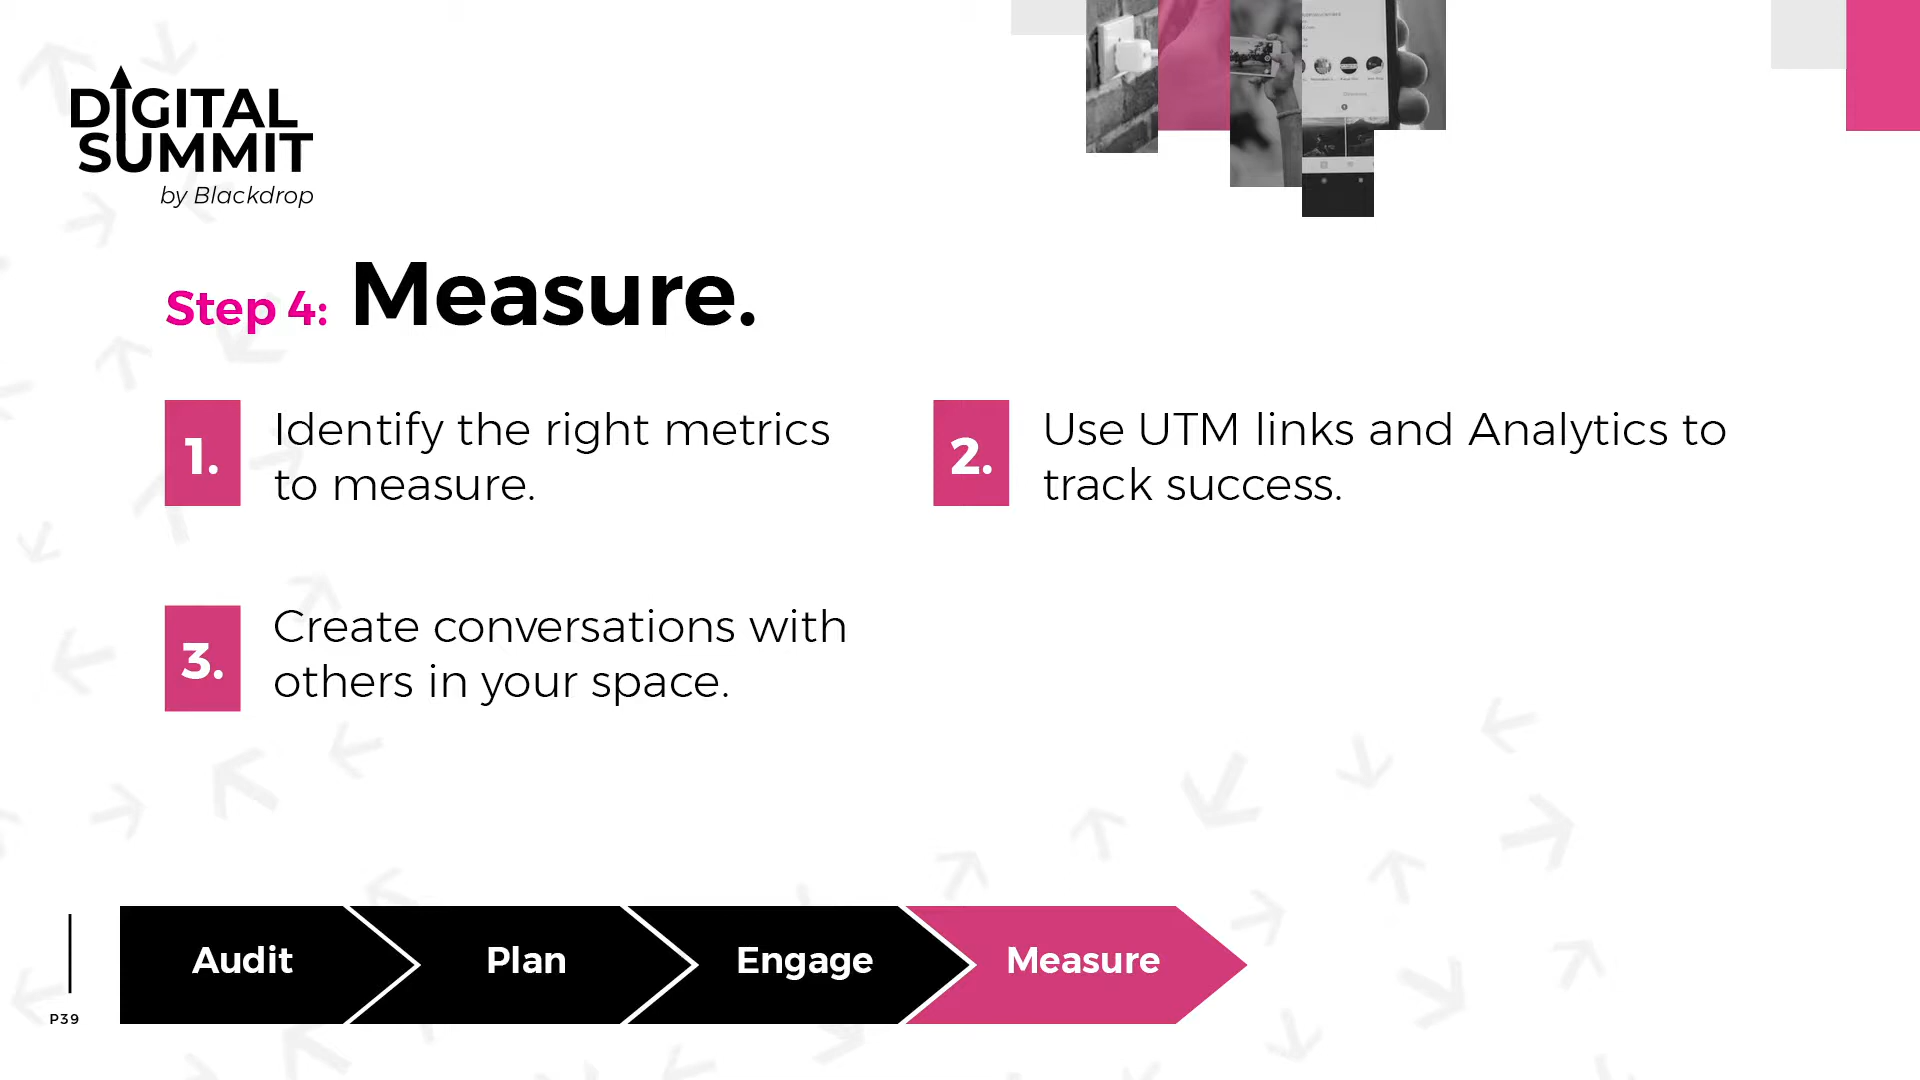 DIGITAL
SUMMIT
by Blackdrop
Step 4: Measure.
1. Identify the right metrics
to measure.
2. Use UTM links and Analytics to
track success.
3. Create conversations with
others in your space.
Audit
Plan
Engage
Measure
P39